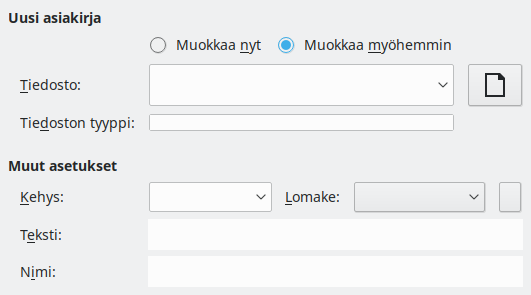 Uusi asiakirja
Muokkaa nyt Muokkaa myöhemmin
Tiedosto:
Tiedoston tyyppi:
Muut asetukset
Kehys: Lomake:
Teksti:
Nimi: